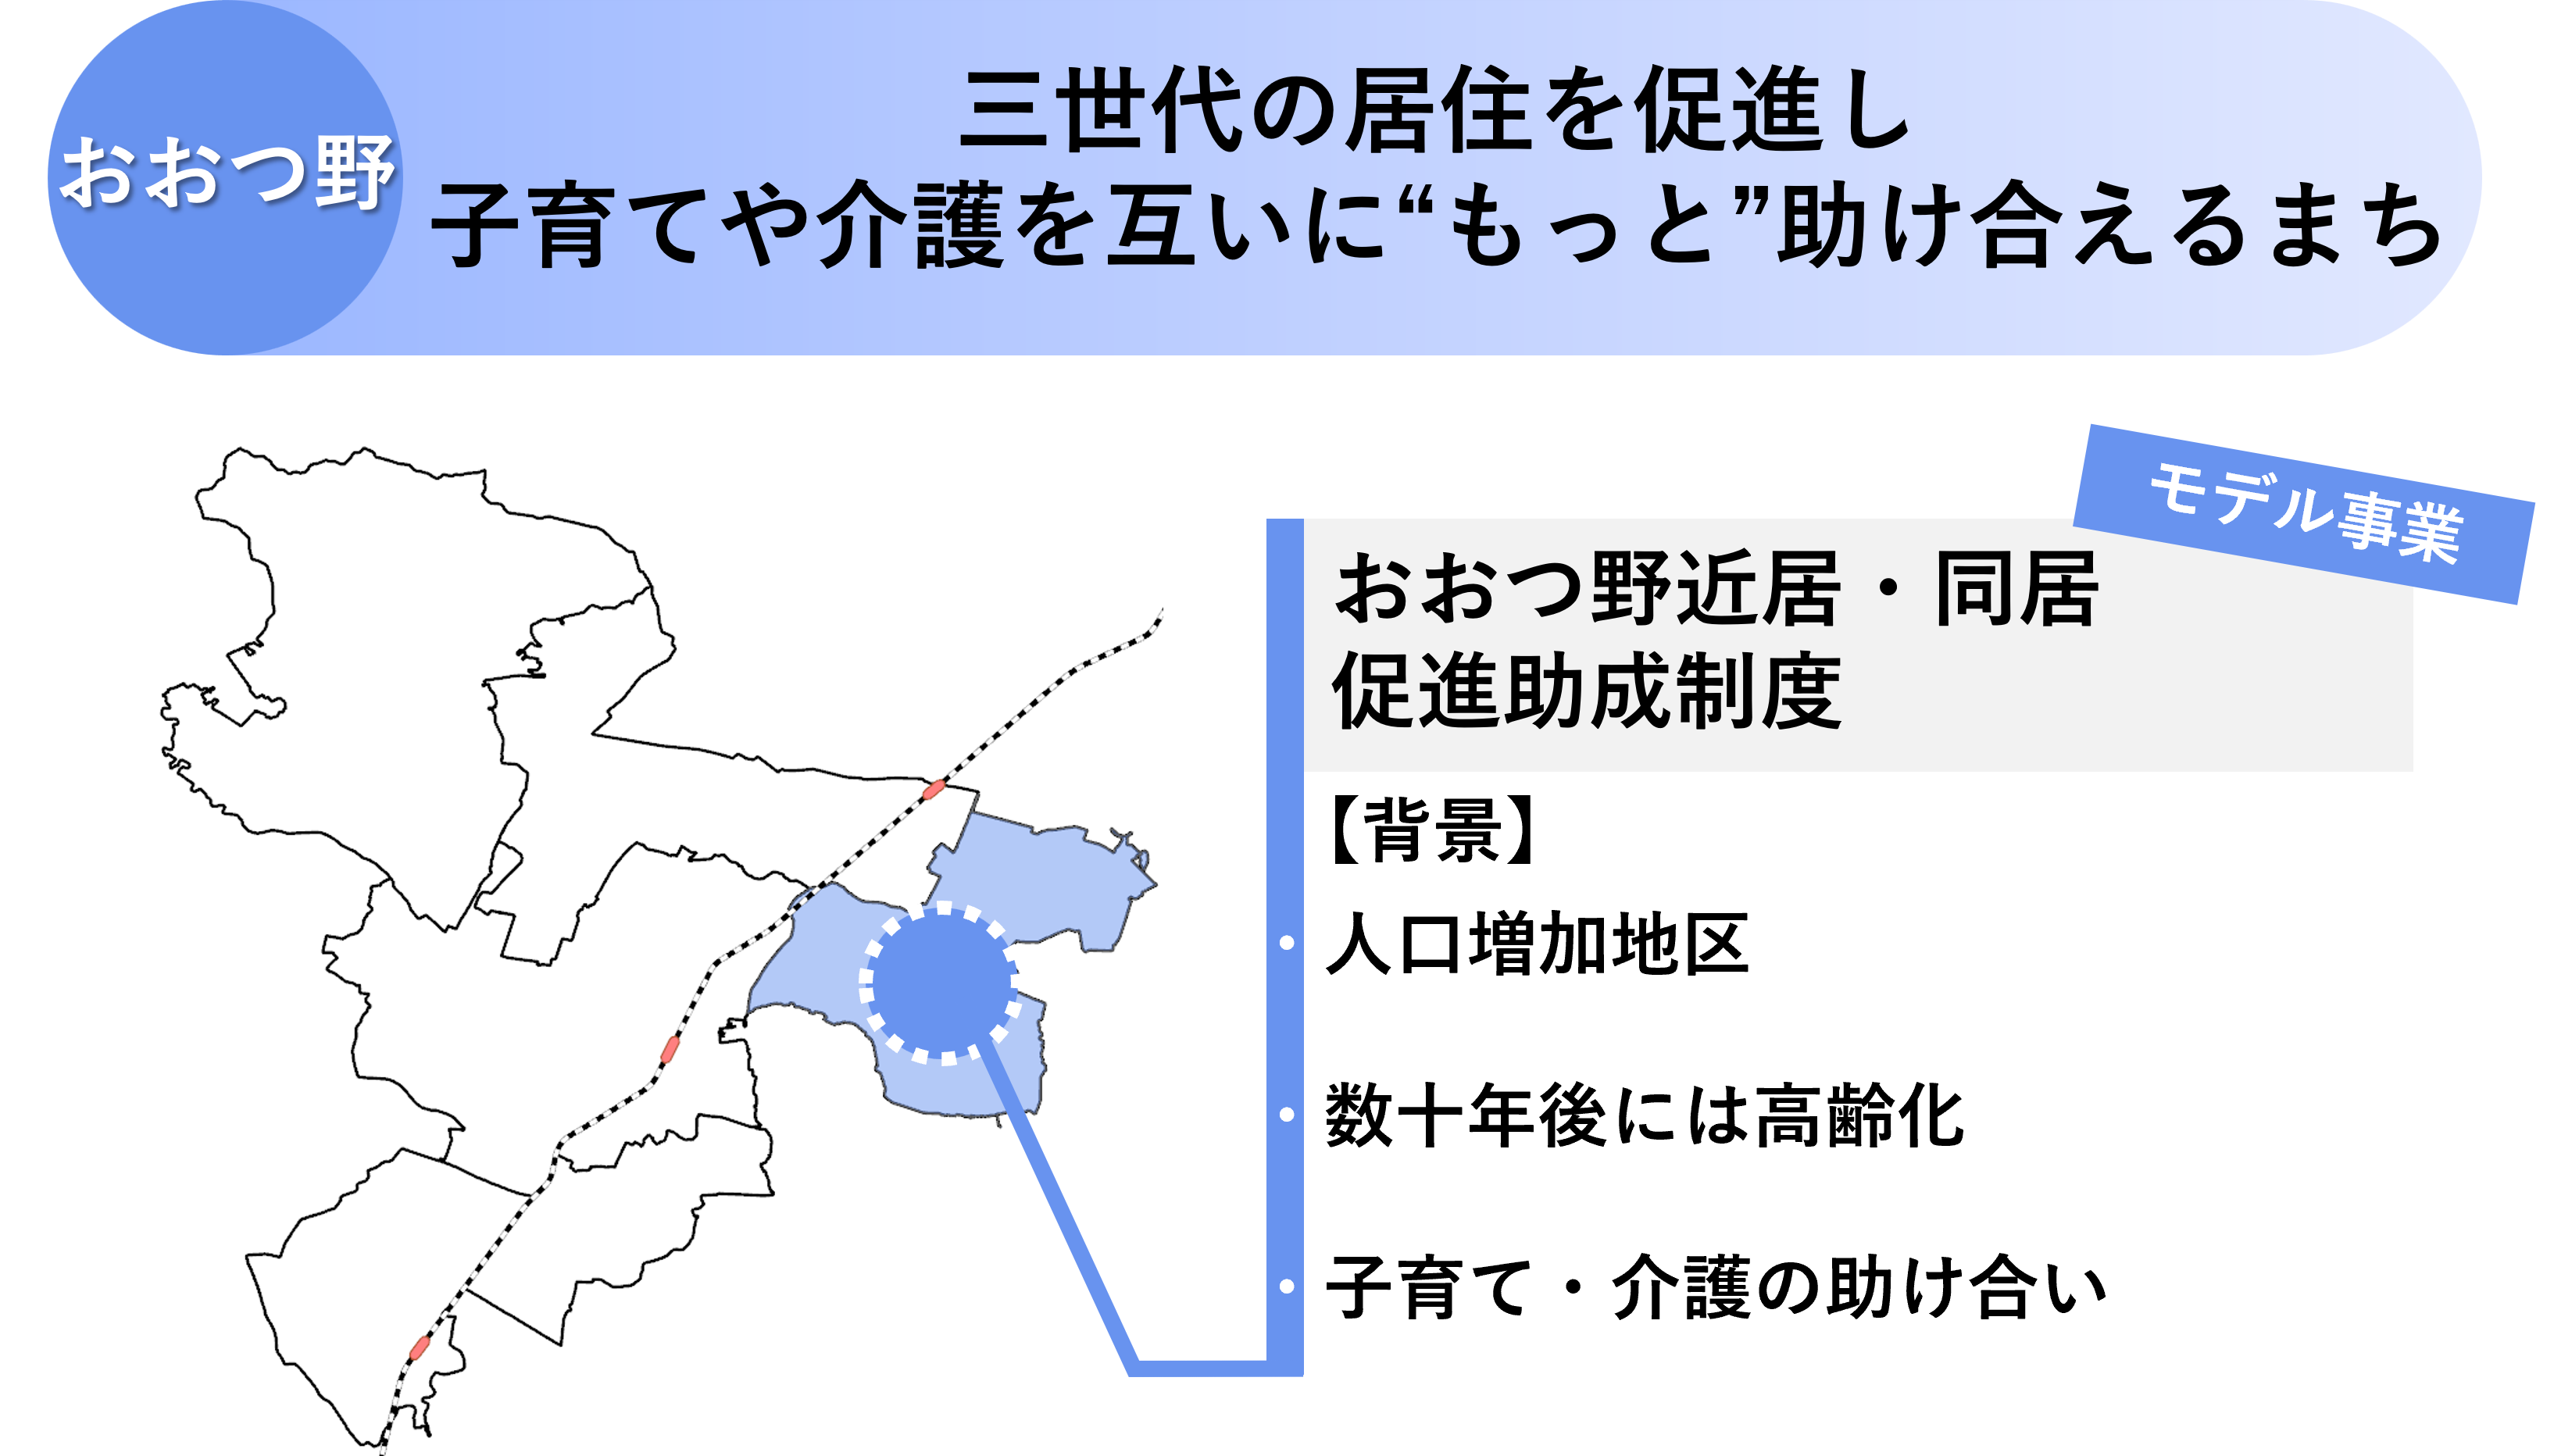 おおつ野
三世代の居住を促進し
子育てや介護を互いに“もっと”助け合えるまち
モデル事業
おおつ野近居・同居
促進助成制度
【背景】
• 人口増加地区
• 数十年後には高齢化
• 子育て・介護の助け合い